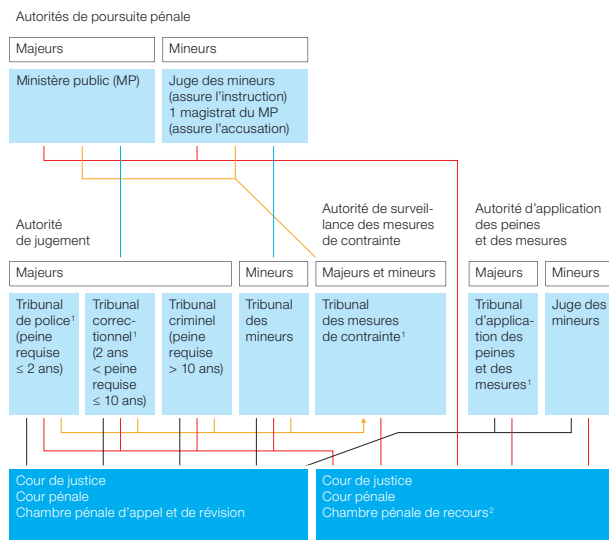 Autorités de poursuite pénale
Majeurs
Mineurs
Ministère public (MP)
Juge des mineurs
(assure l'instruction)
1 magistrat du MP
(assure l'accusation)
Autorité
de jugement
Autorité de surveil-
lance des mesures
de contrainte
Autorité d'application
des peines
et des mesures
Majeurs
Mineurs
Majeurs et mineurs
Majeurs
Mineurs
Tribunal
de police¹
(peine
requise
≤ 2 ans)
Tribunal
correc-
tionnel¹
(2 ans
< peine
requise
≤ 10 ans)
Tribunal
criminel
(peine
requise
> 10 ans)
Tribunal
des
mineurs
Tribunal
des mesures
de contrainte¹
Tribunal
d'applica-
tion des
peines
et des
mesures¹
Juge des
mineurs
Cour de justice
Cour pénale
Chambre pénale d'appel et de révision
Cour de justice
Cour pénale
Chambre pénale de recours²